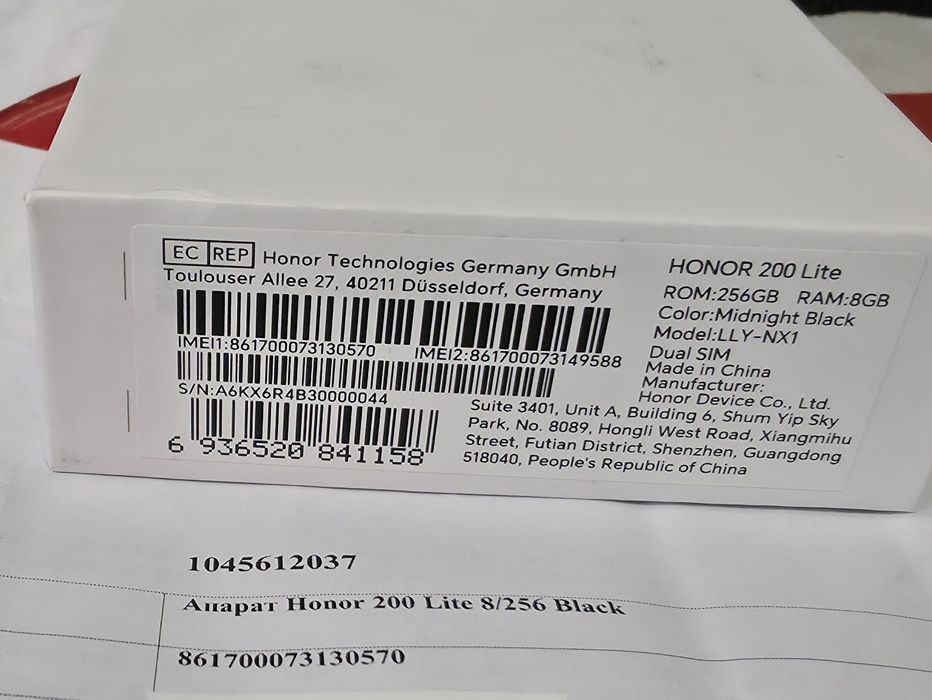 EC REP Honor Technologies Germany GmbH
Toulouser Allee 27, 40211 Düsseldorf, Germany
IMEI1:861700073130570 IMEI2:861700073149588
S/N:A6KX6R4B30000044
6 936520 841158
HONOR 200 Lite
ROM:256GB RAM:8GB
Color:Midnight Black
Model:LLY-NX1
Dual SIM
Made in China
Manufacturer:
Honor Device Co., Ltd.
Suite 3401, Unit A, Building 6, Shum Yip Sky
Park, No. 8089, Hongli West Road, Xiangmihu
Street, Futian District, Shenzhen, Guangdong
518040, People's Republic of China
1045612037
Апарат Honor 200 Lite 8/256 Black
861700073130570